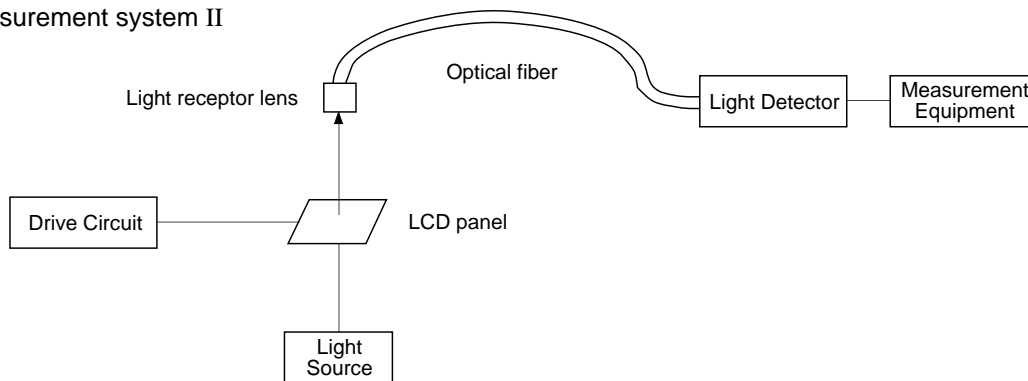 surement system II
Optical fiber
Light receptor lens
Light Detector
Measurement
Equipment
Drive Circuit
LCD panel
Light
Source